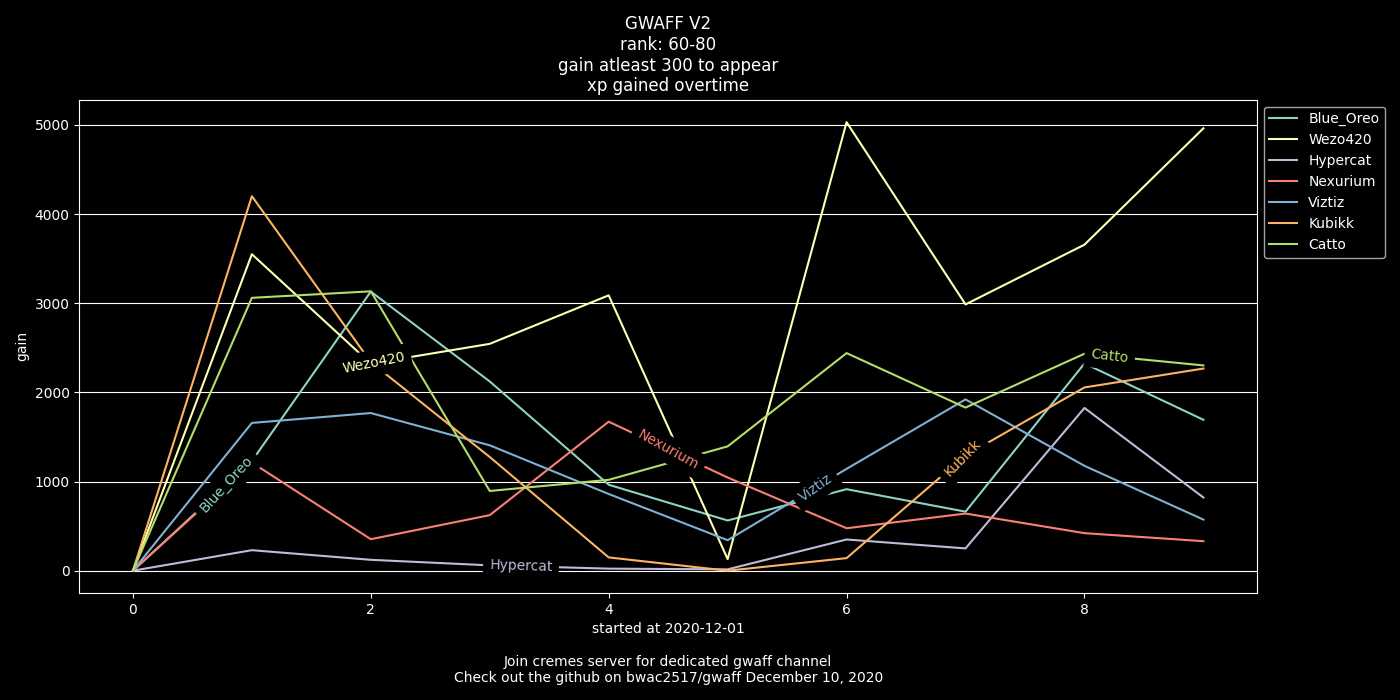 GWAFF V2
rank: 60-80
gain atleast 300 to appear
xp gained overtime
5000
4000
3000
2000
1000
0
gain
Blue_Oreo
Wezo420
Hypercat
Nexurium
Viztiz
Kubikk
Catto
Blue_Oreo
Wezo420
Hypercat
Nexurium
Viztiz
Kubikk
Catto
0 2 4 6 8
started at 2020-12-01
Join cremes server for dedicated gwaff channel
Check out the github on bwac2517/gwaff December 10, 2020